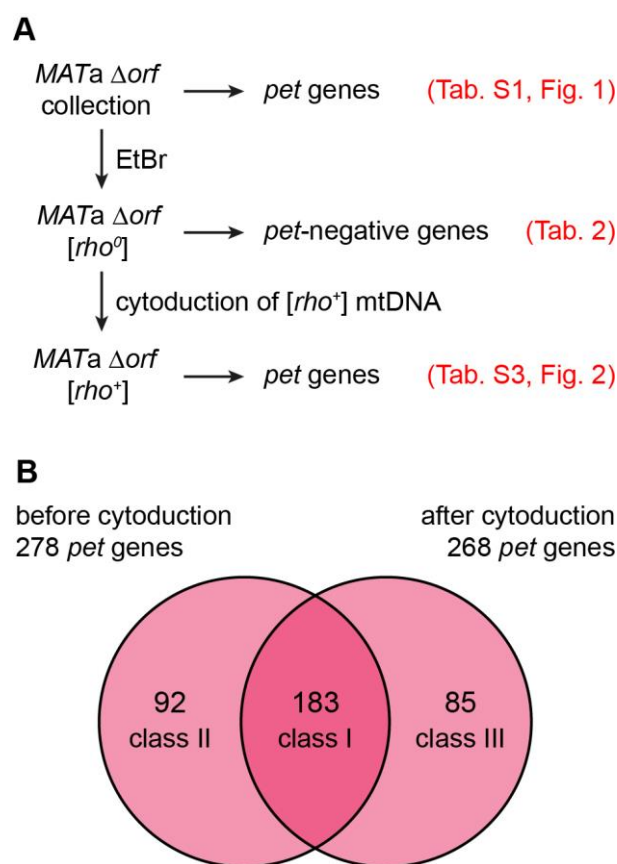 A
MATa Δorf
collection
pet genes
(Tab. S1, Fig. 1)
EtBr
MATa Δorf
[rho⁰]
pet-negative genes
(Tab. 2)
cytoduction of [rho⁺] mtDNA
MATa Δorf
[rho⁺]
pet genes
(Tab. S3, Fig. 2)
B
before cytoduction
278 pet genes
after cytoduction
268 pet genes
92
class II
183
class I
85
class III